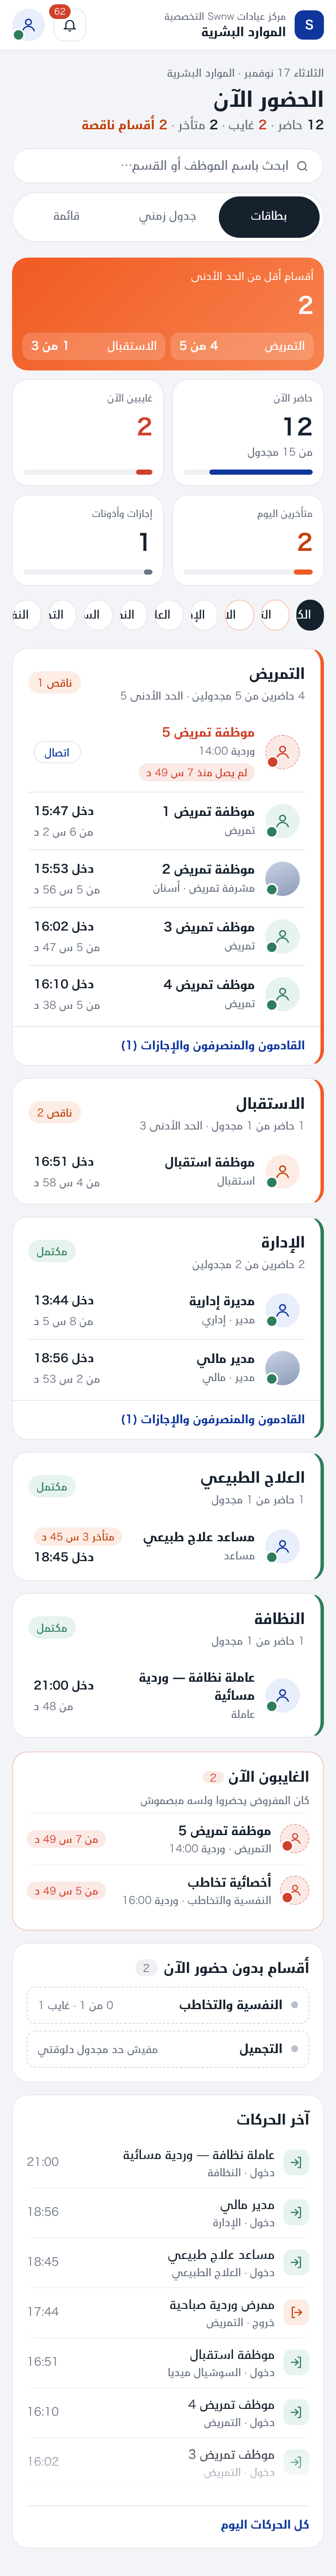 S
مركز عيادات Swnw التخصصية
الموارد البشرية
62
الثلاثاء 17 نوفمبر · الموارد البشرية
الحضور الآن
12 حاضر · 2 غايب · 2 متأخر · 2 أقسام ناقصة
ابحث باسم الموظف أو القسم…
بطاقات
جدول زمني
قائمة
أقسام أقل من الحد الأدنى
2
التمريض 4 من 5
الاستقبال 1 من 3
حاضر الآن
12
من 15 مجدول
غايبين الآن
2
متأخرين اليوم
2
إجازات وأذونات
1
التمريض
ناقص 1
4 حاضرين من 5 مجدولين · الحد الأدنى 5
موظفة تمريض 5
وردية 14:00
لم يصل منذ 7 س 49 د
اتصال
موظفة تمريض 1
تمريض
دخل 15:47
من 6 س 2 د
موظفة تمريض 2
مشرفة تمريض · أسنان
دخل 15:53
من 5 س 56 د
موظف تمريض 3
تمريض
دخل 16:02
من 5 س 47 د
موظف تمريض 4
تمريض
دخل 16:10
من 5 س 38 د
القادمون والمنصرفون والإجازات (1)
الاستقبال
ناقص 2
1 حاضر من 1 مجدول · الحد الأدنى 3
موظفة استقبال
استقبال
دخل 16:51
من 4 س 58 د
الإدارة
مكتمل
2 حاضرين من 2 مجدولين
مديرة إدارية
مدير · إداري
دخل 13:44
من 8 س 5 د
مدير مالي
مدير · مالي
دخل 18:56
من 2 س 53 د
القادمون والمنصرفون والإجازات (1)
العلاج الطبيعي
مكتمل
1 حاضر من 1 مجدول
مساعد علاج طبيعي
مساعد
متأخر 3 س 45 د
دخل 18:45
النظافة
مكتمل
1 حاضر من 1 مجدول
عاملة نظافة — وردية
مسائية
عاملة
دخل 21:00
من 48 د
الغايبون الآن 2
كان المفروض يحضروا ولسه مبصموش
موظفة تمريض 5
التمريض · وردية 14:00
من 7 س 49 د
أخصائية تخاطب
النفسية والتخاطب · وردية 16:00
من 5 س 49 د
أقسام بدون حضور الآن 2
النفسية والتخاطب
0 من 1 · غايب 1
التجميل
مفيش حد مجدول دلوقتي
آخر الحركات
عاملة نظافة — وردية مسائية
دخول · النظافة
21:00
مدير مالي
دخول · الإدارة
18:56
مساعد علاج طبيعي
دخول · العلاج الطبيعي
18:45
ممرض وردية صباحية
خروج · التمريض
17:44
موظفة استقبال
دخول · السوشيال ميديا
16:51
موظف تمريض 4
دخول · التمريض
16:10
موظف تمريض 3
دخول · التمريض
16:02
كل الحركات اليوم